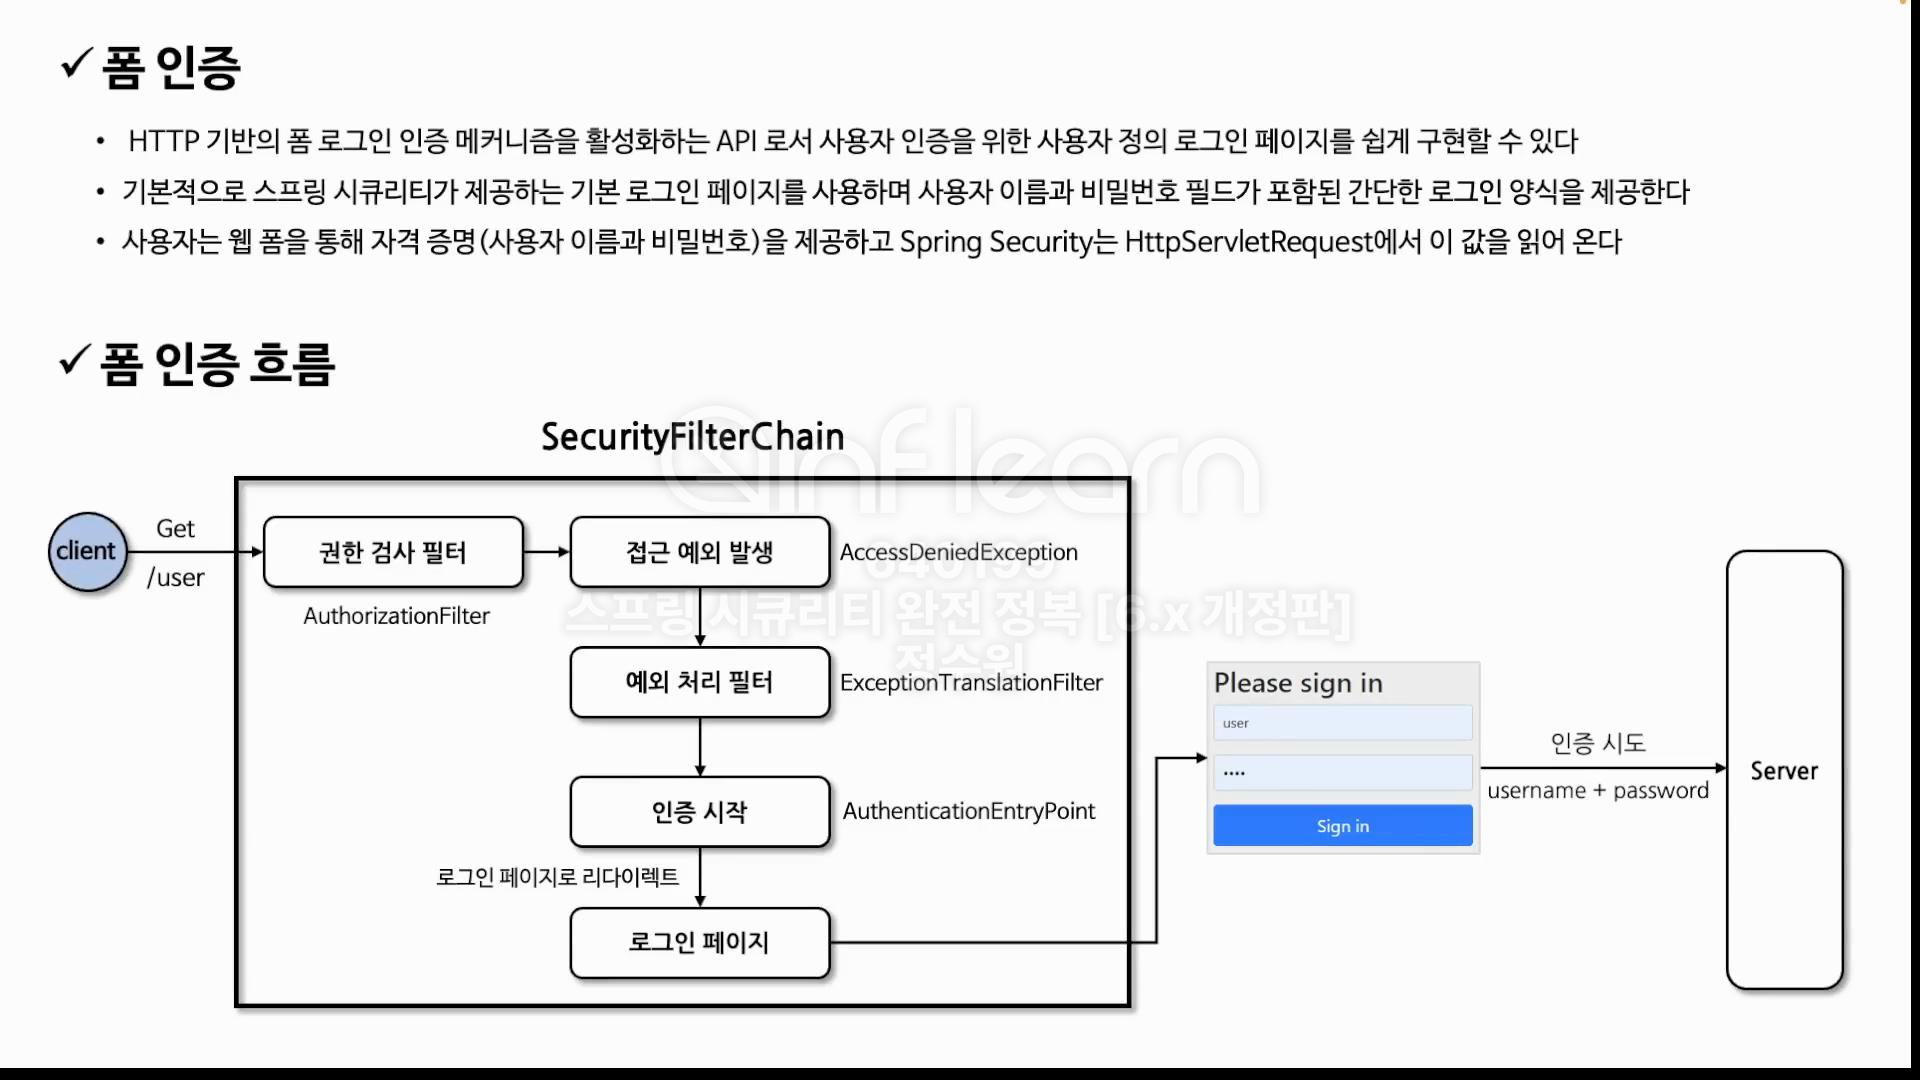 ✓ 폼 인증
• HTTP 기반의 폼 로그인 인증 메커니즘을 활성화하는 API 로서 사용자 인증을 위한 사용자 정의 로그인 페이지를 쉽게 구현할 수 있다
• 기본적으로 스프링 시큐리티가 제공하는 기본 로그인 페이지를 사용하며 사용자 이름과 비밀번호 필드가 포함된 간단한 로그인 양식을 제공한다
• 사용자는 웹 폼을 통해 자격 증명(사용자 이름과 비밀번호)을 제공하고 Spring Security는 HttpServletRequest에서 이 값을 읽어 온다
✓ 폼 인증 흐름
SecurityFilterChain
inflearn
client
Get
/user
권한 검사 필터
AuthorizationFilter
접근 예외 발생
AccessDeniedException
640199
스프링 시큐리티 완전 정복 [6.x 개정판]
예외 처리 필터
ExceptionTranslationFilter
인증 시작
AuthenticationEntryPoint
로그인 페이지로 리다이렉트
로그인 페이지
Please sign in
user
••••
Sign in
인증 시도
username + password
Server